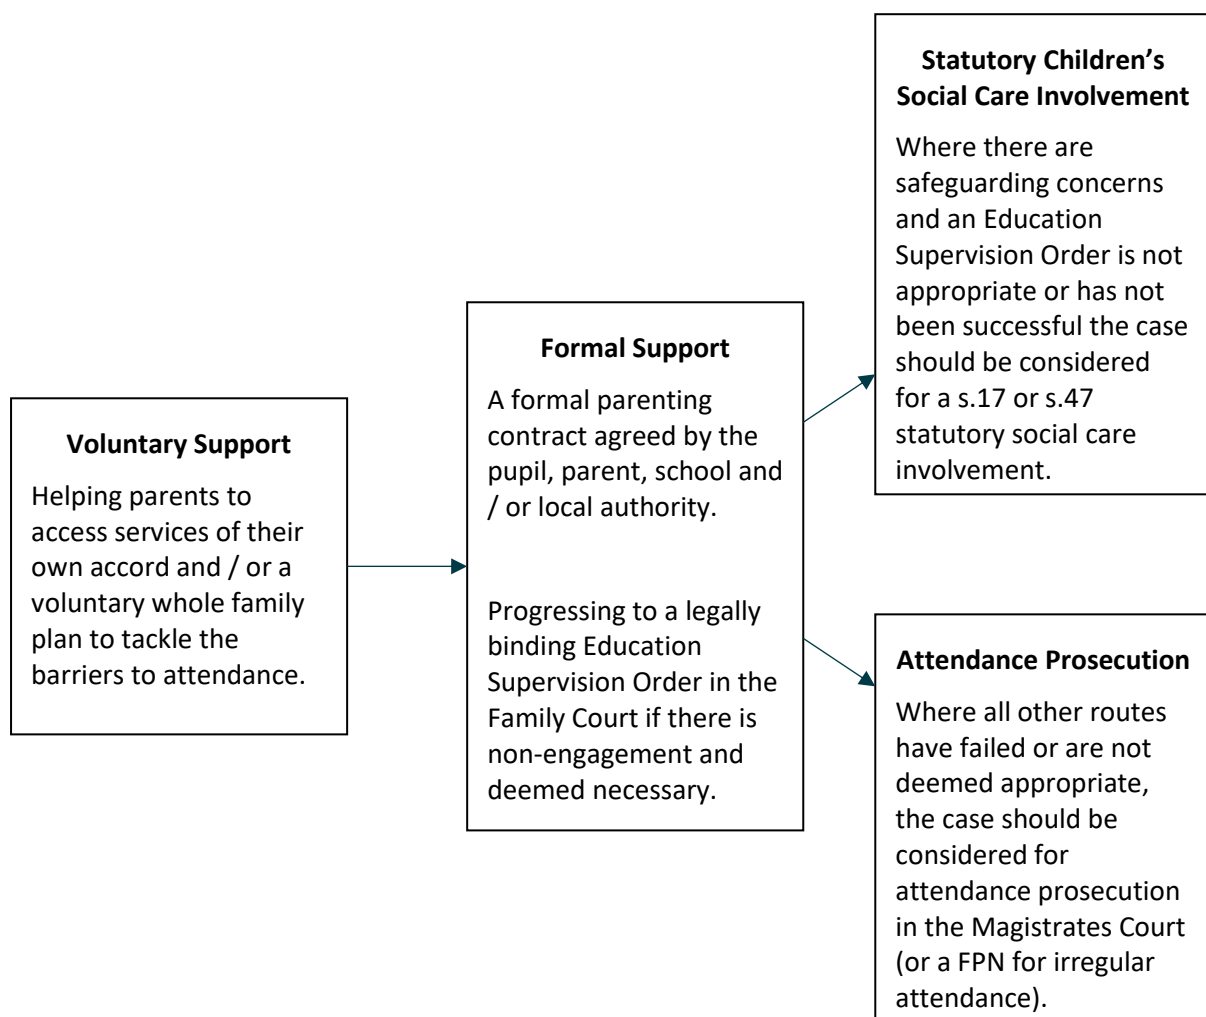 Voluntary Support
Helping parents to
access services of their
own accord and / or a
voluntary whole family
plan to tackle the
barriers to attendance.
Formal Support
A formal parenting
contract agreed by the
pupil, parent, school and
/ or local authority.
Progressing to a legally
binding Education
Supervision Order in the
Family Court if there is
non-engagement and
deemed necessary.
Statutory Children’s
Social Care Involvement
Where there are
safeguarding concerns
and an Education
Supervision Order is not
appropriate or has not
been successful the case
should be considered
for a s.17 or s.47
statutory social care
involvement.
Attendance Prosecution
Where all other routes
have failed or are not
deemed appropriate,
the case should be
considered for
attendance prosecution
in the Magistrates Court
(or a FPN for irregular
attendance).